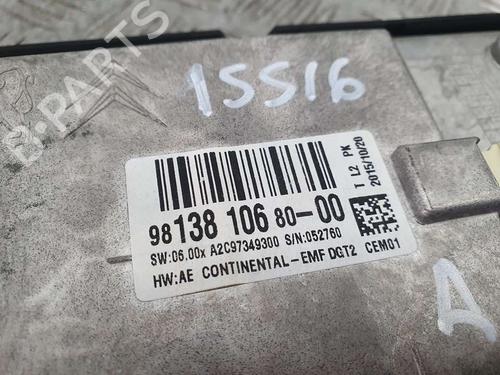 B-PARTS
15516
T L2 PK
2015/10/20
98138 106 80-00
SW:06.00x A2C97349300 S/N:052760
HW:AE CONTINENTAL-EMF DGT2 CEM01
A